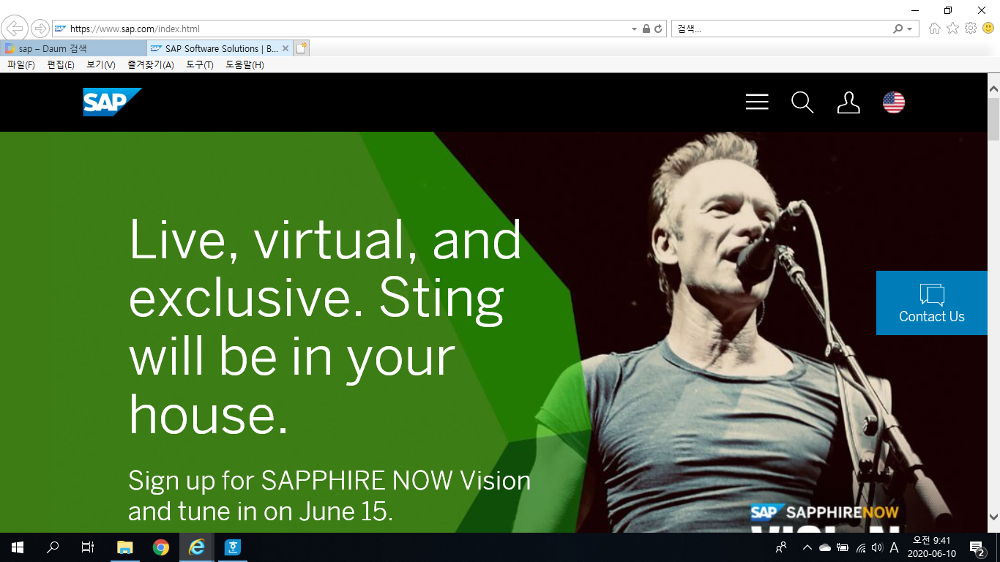 https://www.sap.com/index.html
검색...
sap – Daum 검색
SAP Software Solutions | B...
파일(F) 편집(E) 보기(V) 즐겨찾기(A) 도구(T) 도움말(H)
SAP
Live, virtual, and
exclusive. Sting
will be in your
house.
Contact Us
Sign up for SAPPHIRE NOW Vision
and tune in on June 15.
SAP SAPPHIRENOW
A
오전 9:41
2020-06-10
2